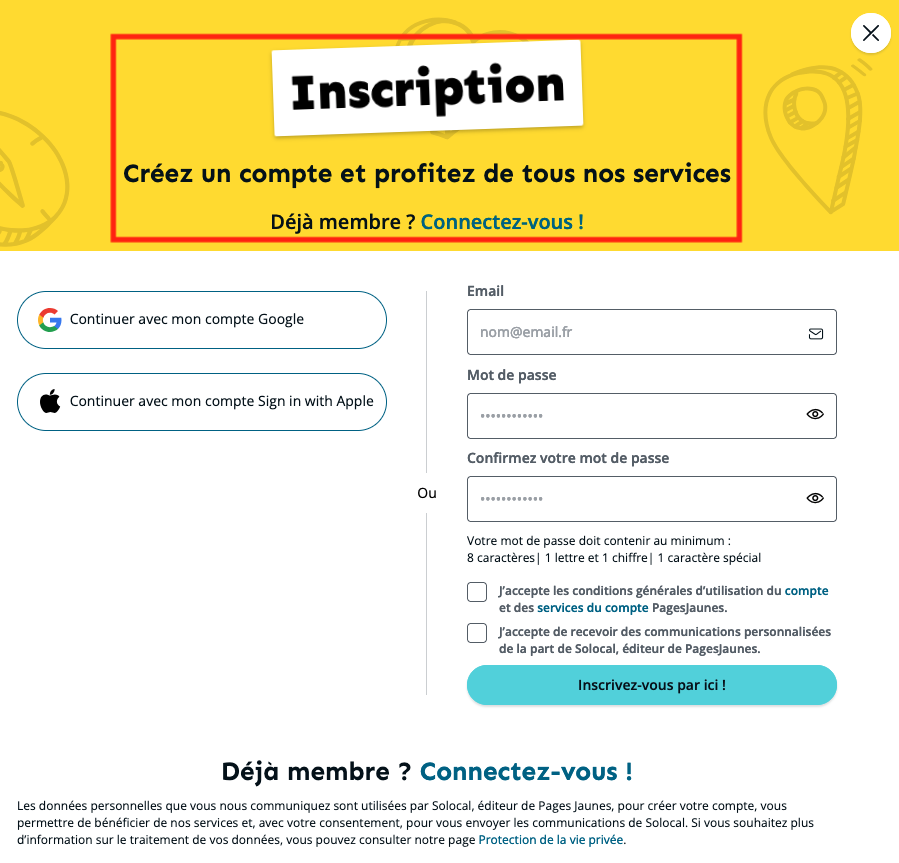 Inscription
Créez un compte et profitez de tous nos services
Déjà membre ? Connectez-vous !
Continuer avec mon compte Google
Continuer avec mon compte Sign in with Apple
Ou
Email
nom@email.fr
Mot de passe
••••••••••••
Confirmez votre mot de passe
••••••••••••
Votre mot de passe doit contenir au minimum :
8 caractères| 1 lettre et 1 chiffre| 1 caractère spécial
J’accepte les conditions générales d’utilisation du compte
et des services du compte PagesJaunes.
J’accepte de recevoir des communications personnalisées
de la part de Solocal, éditeur de PagesJaunes.
Inscrivez-vous par ici !
Déjà membre ? Connectez-vous !
Les données personnelles que vous nous communiquez sont utilisées par Solocal, éditeur de Pages Jaunes, pour créer votre compte, vous
permettre de bénéficier de nos services et, avec votre consentement, pour vous envoyer les communications de Solocal. Si vous souhaitez plus
d’information sur le traitement de vos données, vous pouvez consulter notre page Protection de la vie privée.